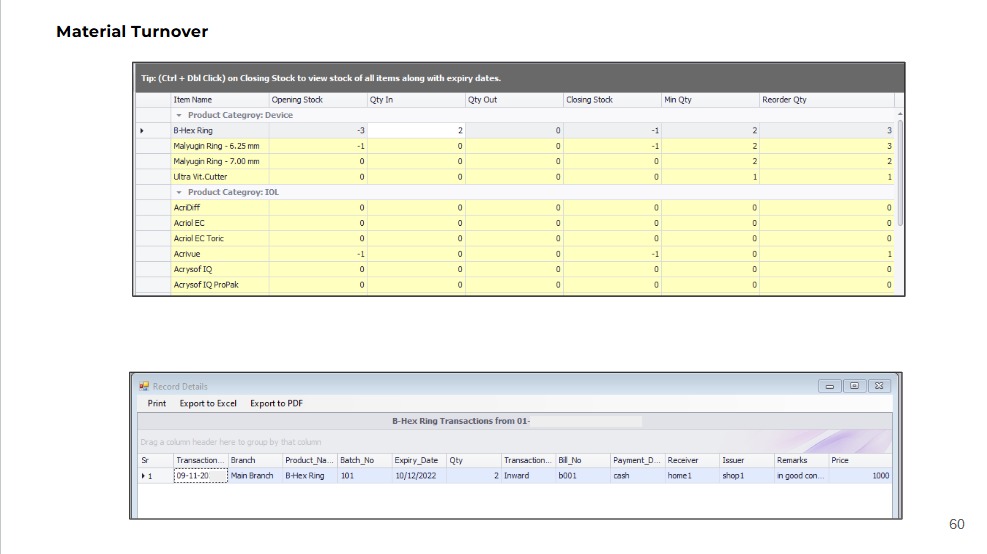 Material Turnover
Tip: (Ctrl + Dbl Click) on Closing Stock to view stock of all items along with expiry dates.
Item Name Opening Stock Qty In Qty Out Closing Stock Min Qty Reorder Qty
Product Categroy: Device
B-Hex Ring -3 2 0 -1 2 3
Malyugin Ring - 6.25 mm -1 0 0 -1 2 3
Malyugin Ring - 7.00 mm 0 0 0 0 2 2
Ultra Vit.Cutter 0 0 0 0 1 1
Product Categroy: IOL
AcriDiff 0 0 0 0 0 0
Acriol EC 0 0 0 0 0 0
Acriol EC Toric 0 0 0 0 0 0
Acrivue -1 0 0 -1 0 1
Acrysof IQ 0 0 0 0 0 0
Acrysof IQ ProPak 0 0 0 0 0 0
Record Details
Print Export to Excel Export to PDF
B-Hex Ring Transactions from 01-
Drag a column header here to group by that column
Sr Transaction... Branch Product_Na... Batch_No Expiry_Date Qty Transaction... Bill_No Payment_D... Receiver Issuer Remarks Price
1 09-11-20 Main Branch B-Hex Ring 101 10/12/2022 2 Inward b001 cash home1 shop1 in good con... 1000
60